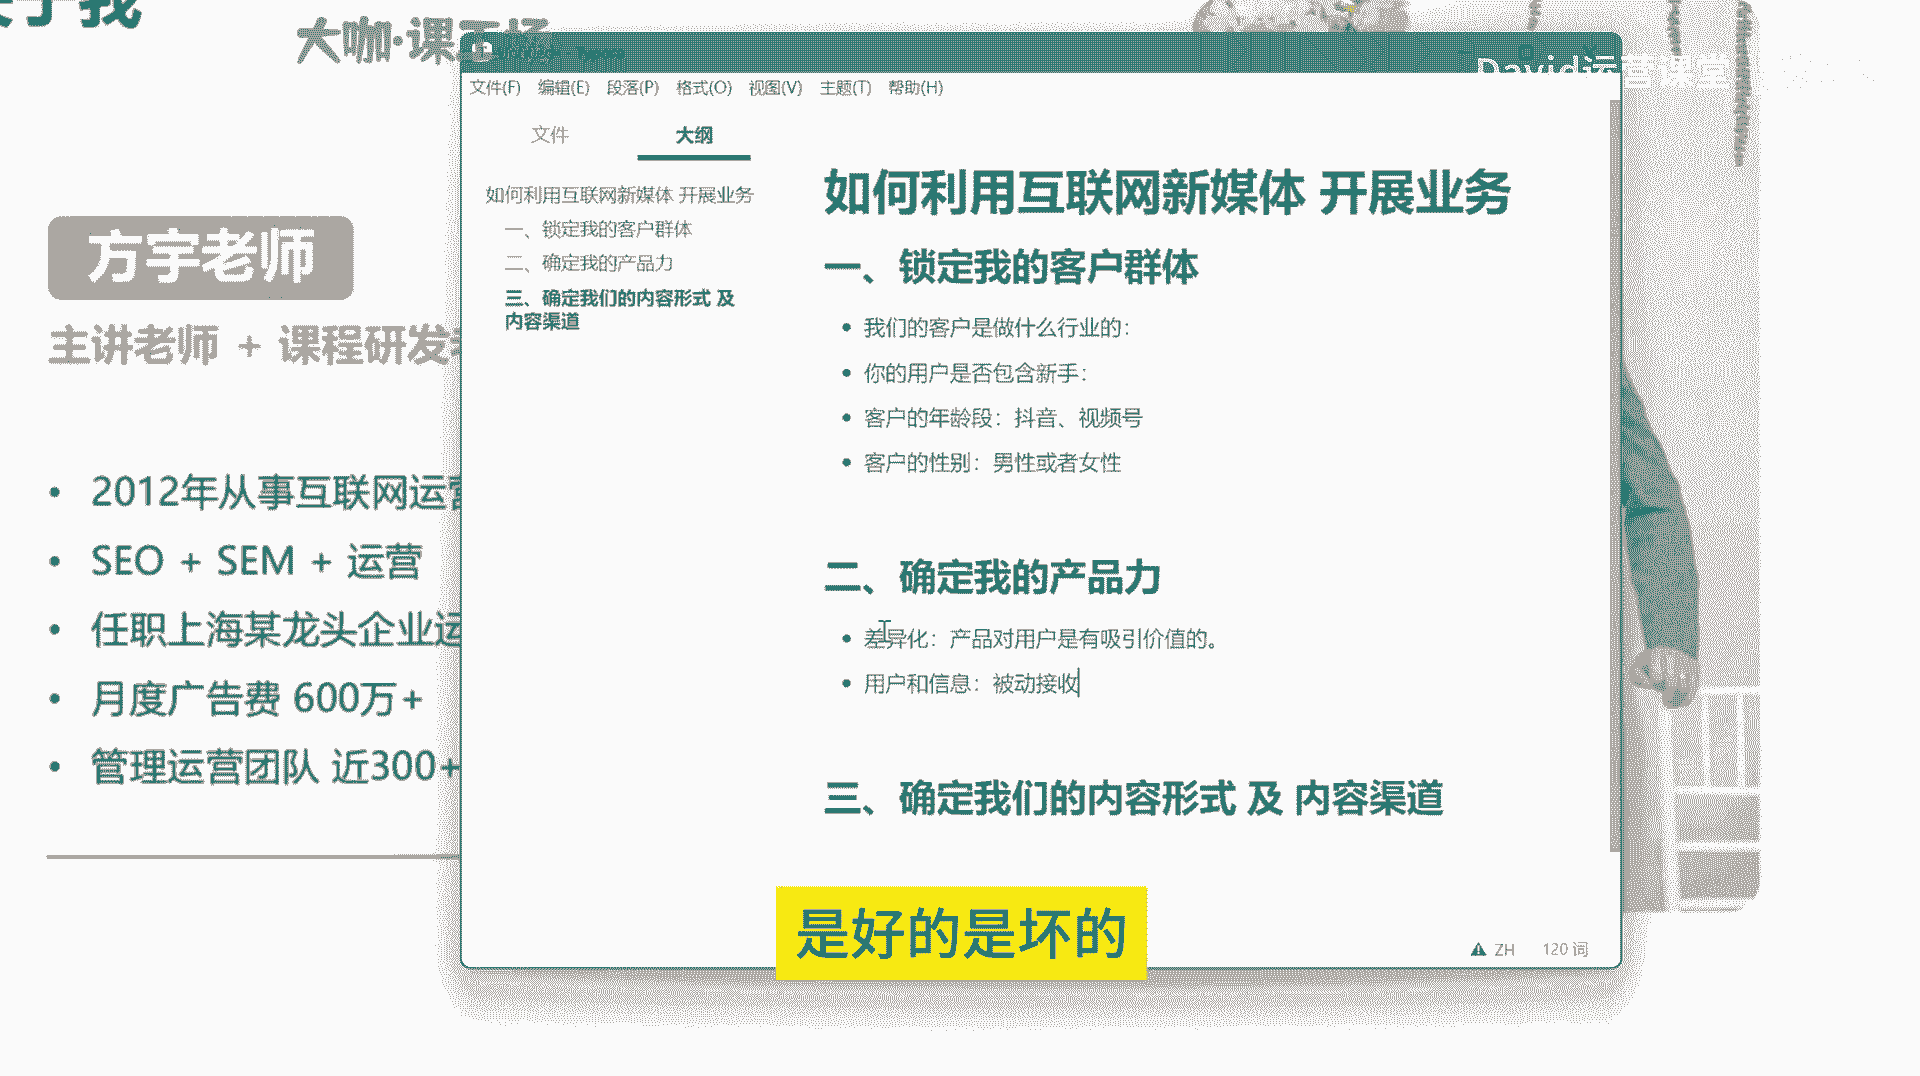 关于我
大咖·课
David运营课堂
文件(F) 编辑(E) 段落(P) 格式(O) 视图(V) 主题(T) 帮助(H)
文件 大纲
如何利用互联网新媒体 开展业务
一、锁定我的客户群体
二、确定我的产品力
三、确定我们的内容形式 及
内容渠道
如何利用互联网新媒体 开展业务
一、锁定我的客户群体
我们的客户是做什么行业的：
你的用户是否包含新手：
客户的年龄段：抖音、视频号
客户的性别：男性或者女性
二、确定我的产品力
差异化：产品对用户是有吸引价值的。
用户和信息：被动接收
三、确定我们的内容形式 及 内容渠道
ZH 120 词
方宇老师
主讲老师 + 课程研发
2012年从事互联网运营
SEO + SEM + 运营
任职上海某龙头企业运
月度广告费 600万+
管理运营团队 近300+
是好的是坏的